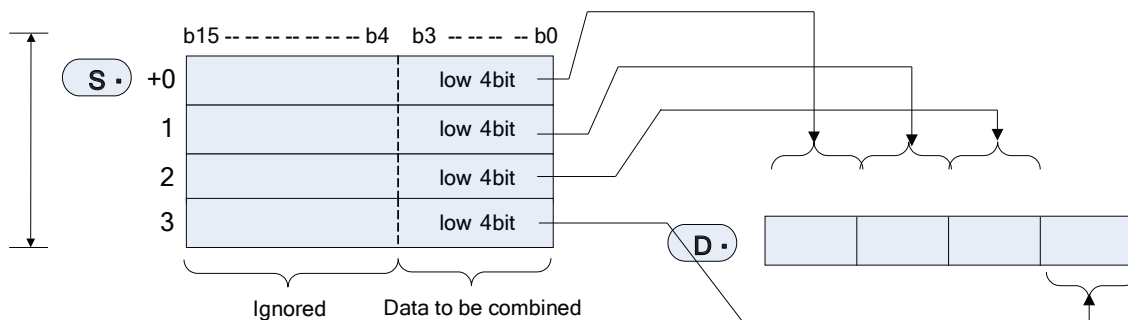 b15 -- -- -- -- -- -- -- b4 b3 -- -- -- -- b0
S · +0 low 4bit
1 low 4bit
2 low 4bit
3 low 4bit
D ·
Ignored Data to be combined